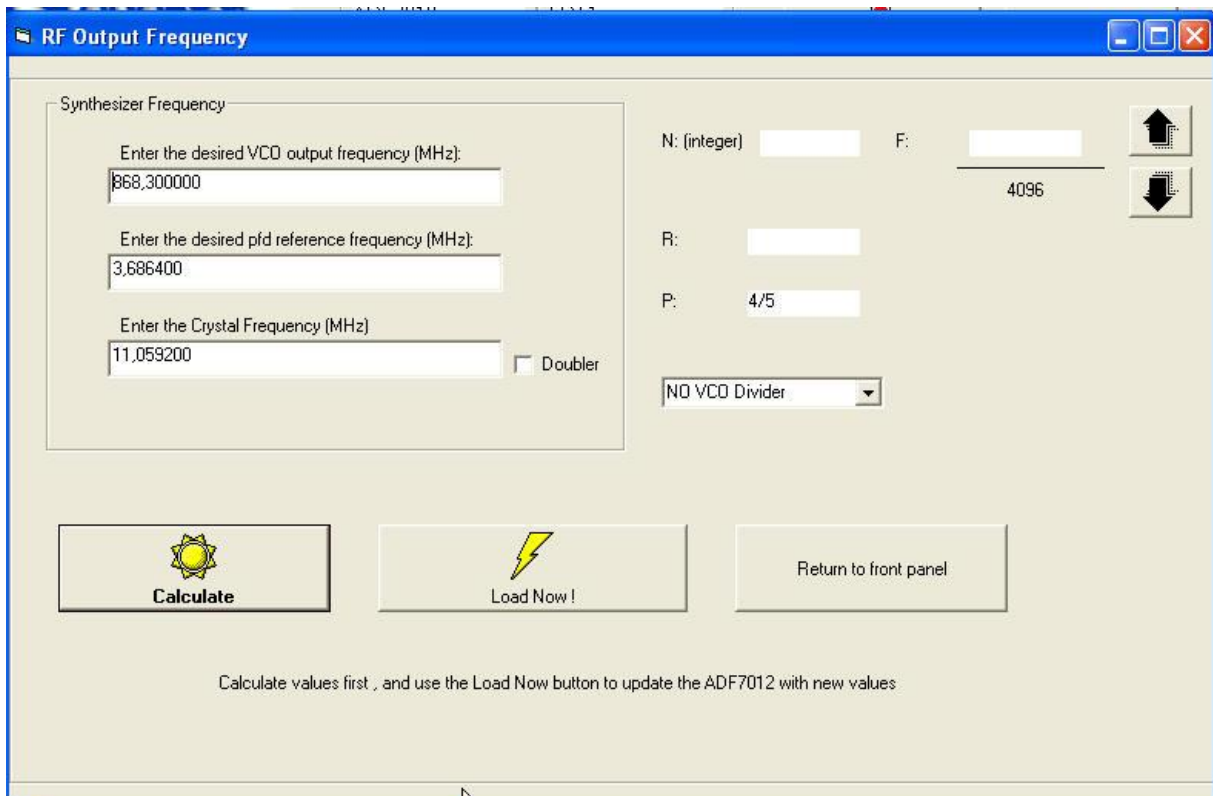 RF Output Frequency
Synthesizer Frequency
Enter the desired VCO output frequency (MHz):
868,300000
Enter the desired pfd reference frequency (MHz):
3,686400
Enter the Crystal Frequency (MHz)
11,059200
Doubler
N: (integer)
F:
4096
R:
P: 4/5
NO VCO Divider
Calculate
Load Now !
Return to front panel
Calculate values first , and use the Load Now button to update the ADF7012 with new values